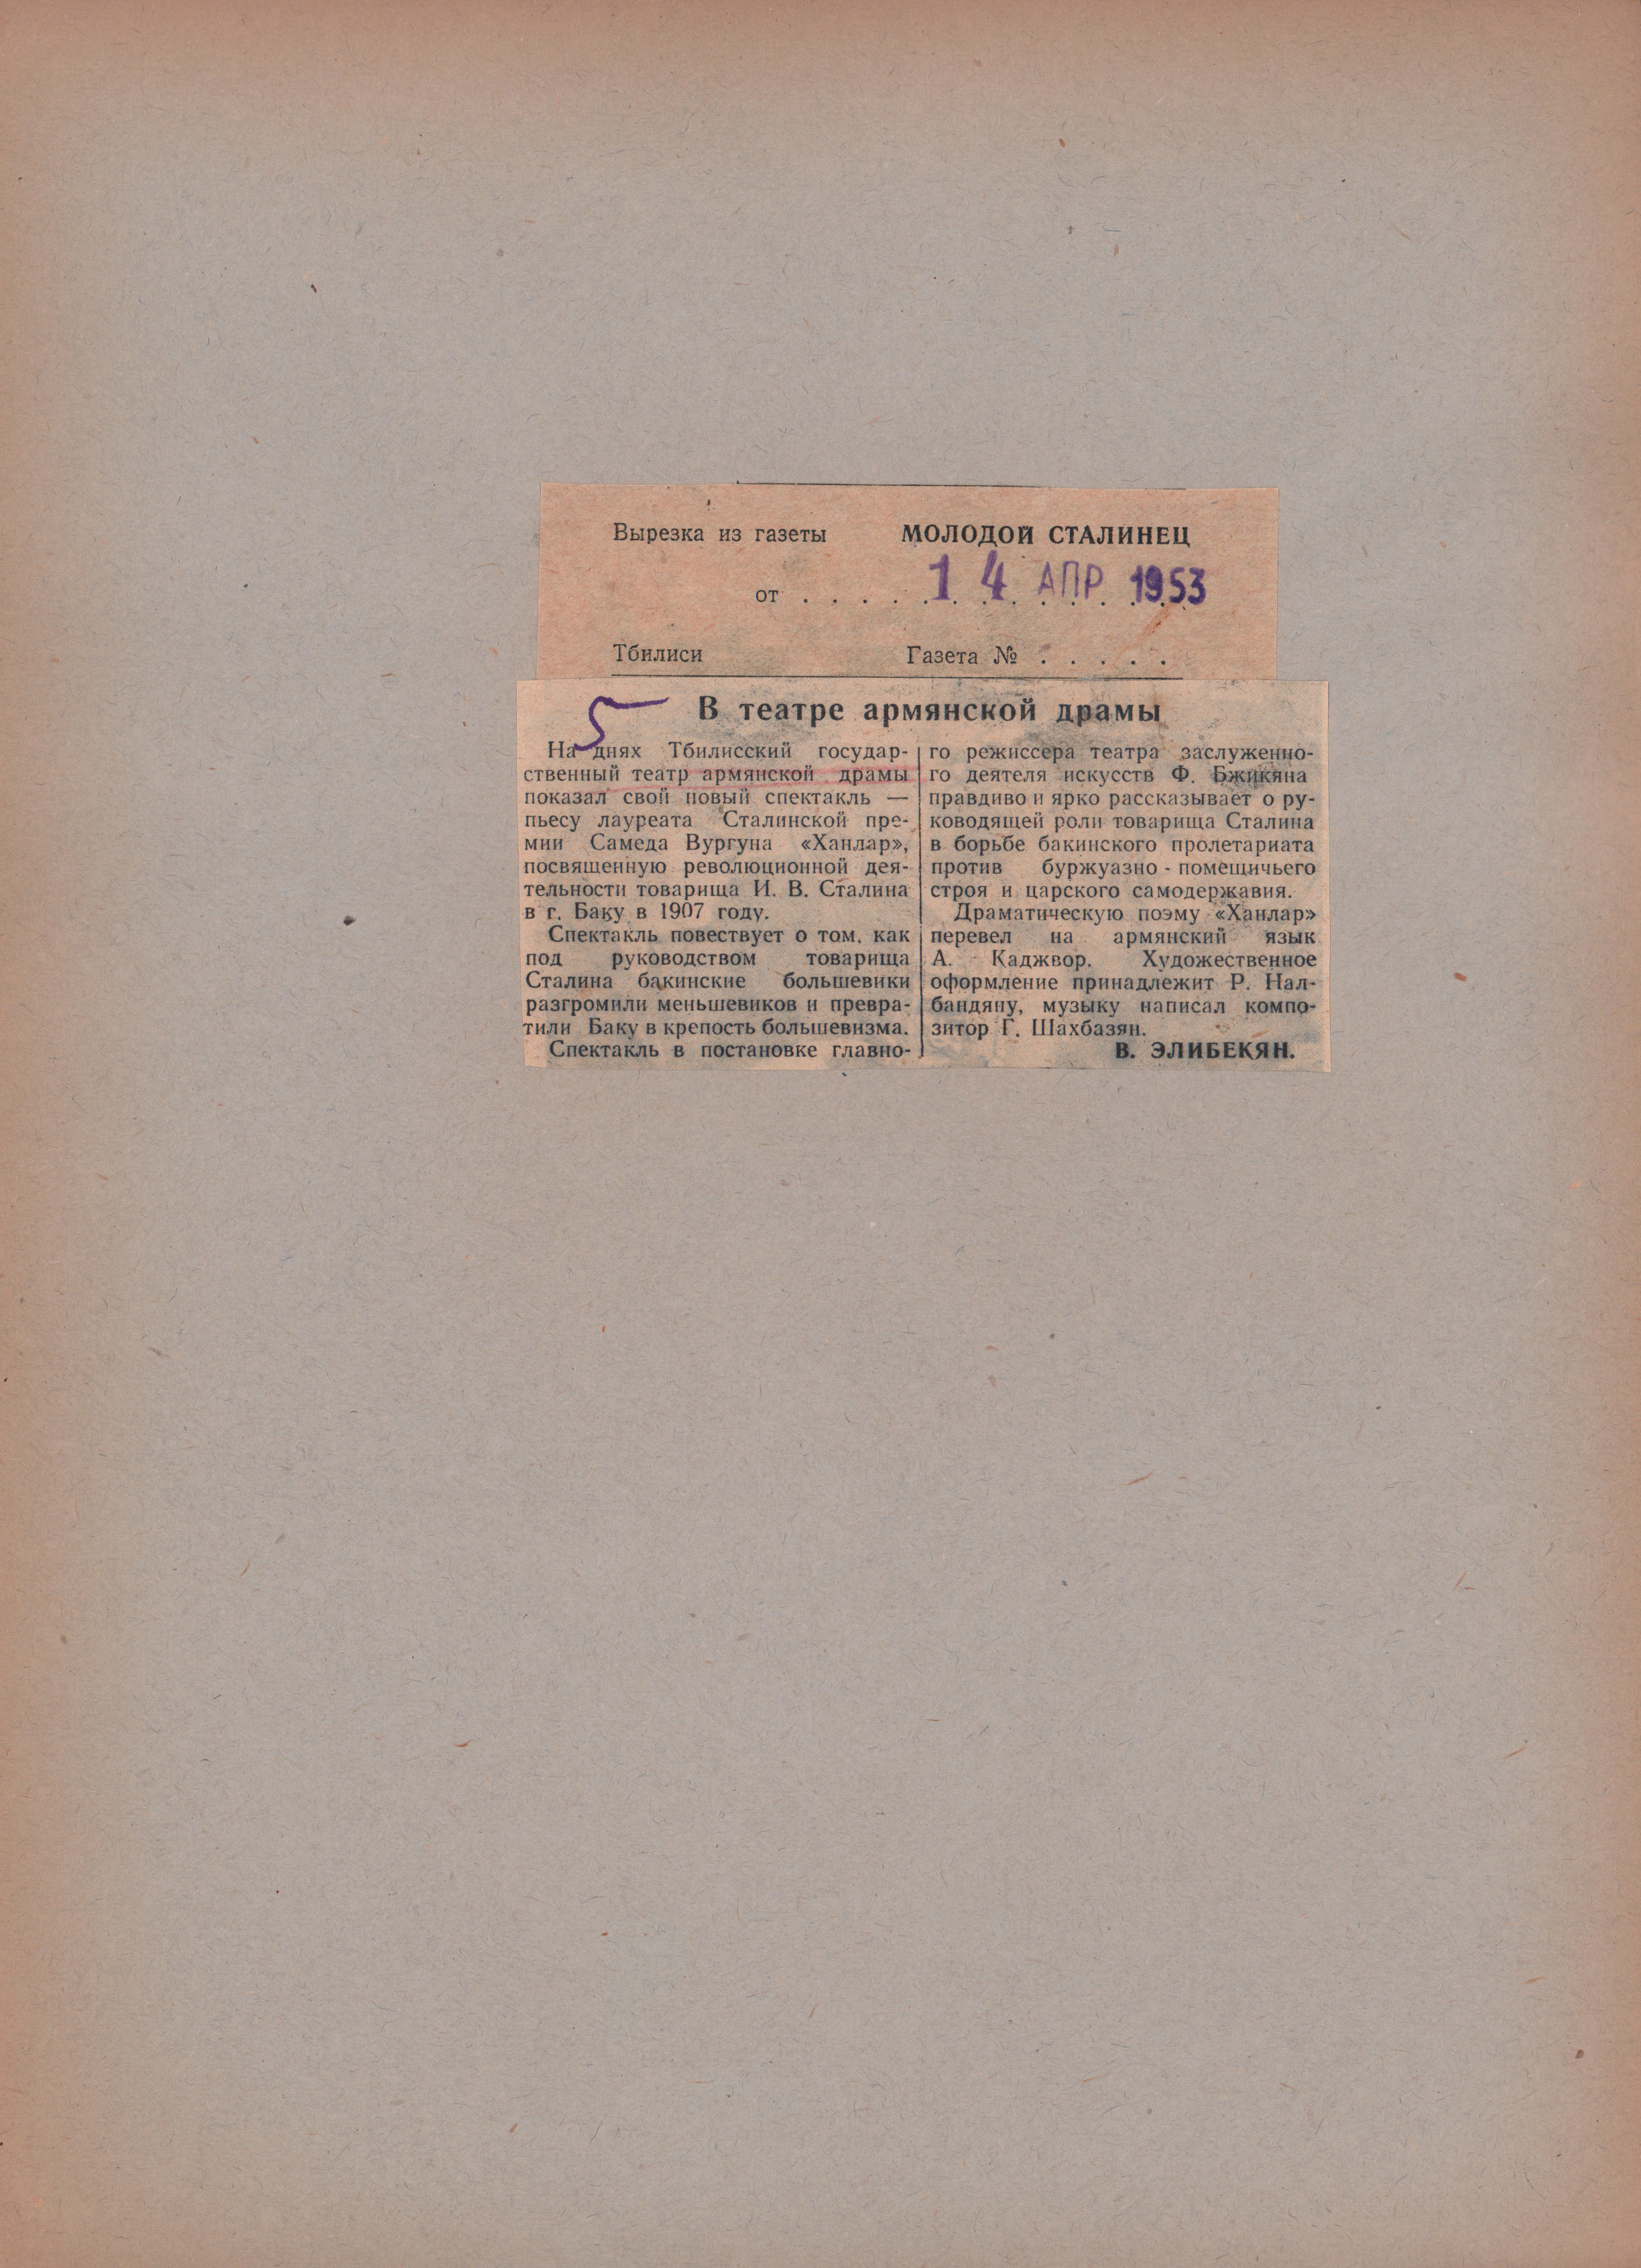 Вырезка из газеты МОЛОДОЙ СТАЛИНЕЦ
от . . . . . 14 АПР 1953
Тбилиси Газета № . . . . .
5
В театре армянской драмы
На днях Тбилисский государ-
ственный театр армянской драмы
показал свой новый спектакль —
пьесу лауреата Сталинской пре-
мии Самеда Вургуна «Ханлар»,
посвященную революционной дея-
тельности товарища И. В. Сталина
в г. Баку в 1907 году.
Спектакль повествует о том, как
под руководством товарища
Сталина бакинские большевики
разгромили меньшевиков и превра-
тили Баку в крепость большевизма.
Спектакль в постановке главно-
го режиссера театра заслуженно-
го деятеля искусств Ф. Бжикяна
правдиво и ярко рассказывает о ру-
ководящей роли товарища Сталина
в борьбе бакинского пролетариата
против буржуазно - помещичьего
строя и царского самодержавия.
Драматическую поэму «Ханлар»
перевел на армянский язык
А. Каджвор. Художественное
оформление принадлежит Р. Нал-
бандяну, музыку написал компо-
зитор Г. Шахбазян.
В. ЭЛИБЕКЯН.